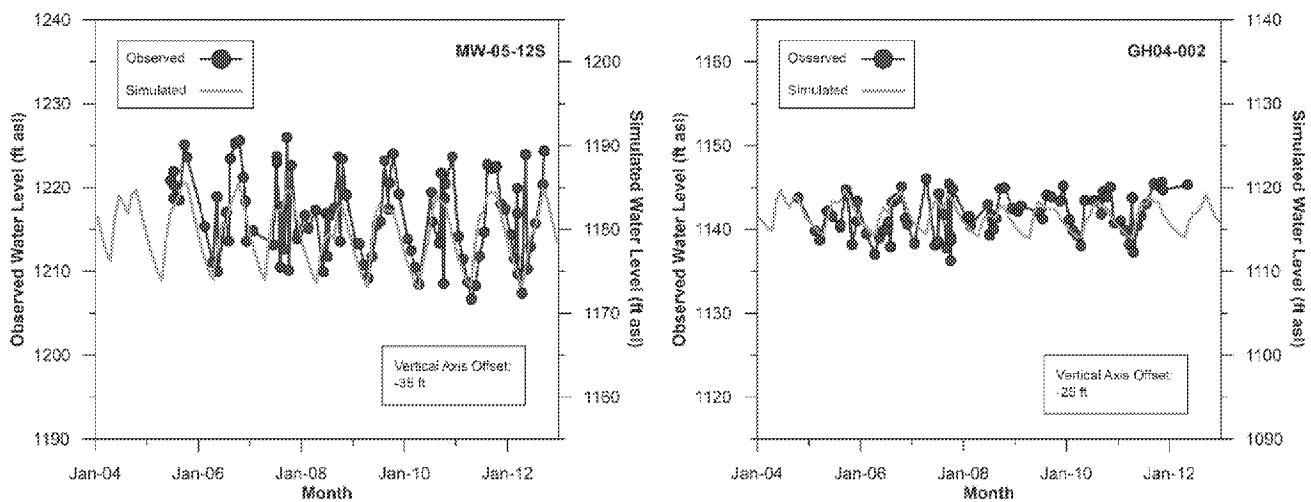 1240
1230
1220
1210
1200
1190
Observed Water Level (ft asl)
Observed
Simulated
MW-05-12S
Vertical Axis Offset:
-35 ft
1200
1190
1180
1170
1160
Simulated Water Level (ft asl)
Jan-04
Jan-06
Jan-08
Jan-10
Jan-12
Month
1160
1150
1140
1130
1120
Observed Water Level (ft asl)
Observed
Simulated
GH04-002
Vertical Axis Offset:
-25 ft
1140
1130
1120
1110
1100
1090
Simulated Water Level (ft asl)
Jan-04
Jan-06
Jan-08
Jan-10
Jan-12
Month